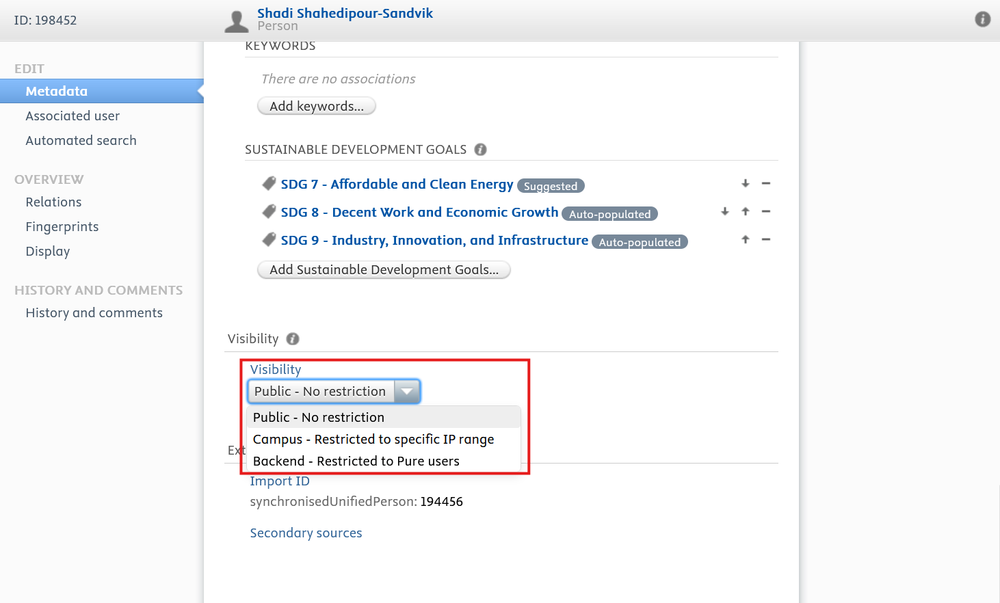 ID: 198452
Shadi Shahedipour-Sandvik
Person
EDIT
Metadata
Associated user
Automated search
OVERVIEW
Relations
Fingerprints
Display
HISTORY AND COMMENTS
History and comments
KEYWORDS
There are no associations
Add keywords...
SUSTAINABLE DEVELOPMENT GOALS
SDG 7 - Affordable and Clean Energy Suggested
SDG 8 - Decent Work and Economic Growth Auto-populated
SDG 9 - Industry, Innovation, and Infrastructure Auto-populated
Add Sustainable Development Goals...
Visibility
Visibility
Public - No restriction
Public - No restriction
Campus - Restricted to specific IP range
Ext
Backend - Restricted to Pure users
Import ID
synchronisedUnifiedPerson: 194456
Secondary sources